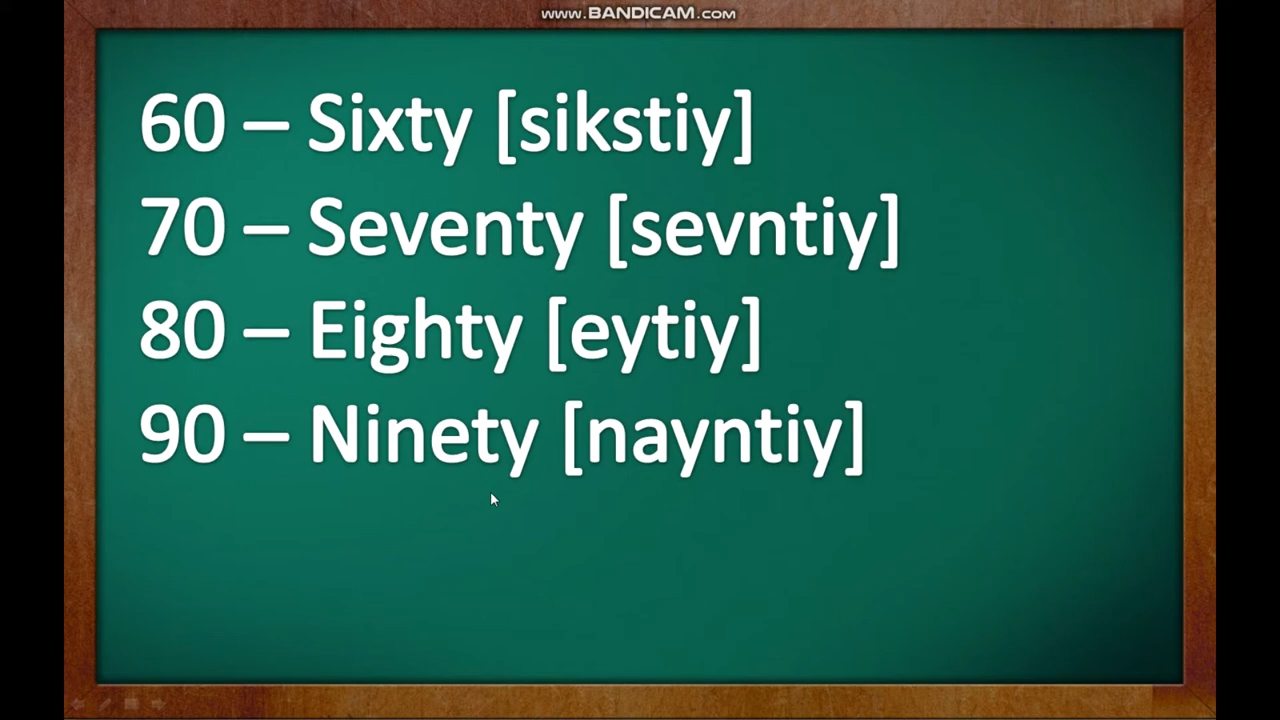 www.BANDICAM.com
60 – Sixty [sikstiy]
70 – Seventy [sevntiy]
80 – Eighty [eytiy]
90 – Ninety [nayntiy]